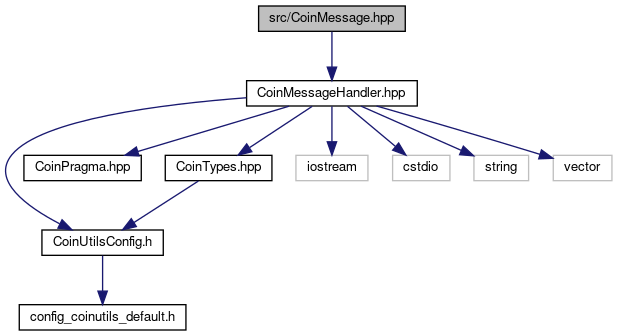 src/CoinMessage.hpp
CoinMessageHandler.hpp
CoinPragma.hpp
CoinTypes.hpp
iostream
cstdio
string
vector
CoinUtilsConfig.h
config_coinutils_default.h